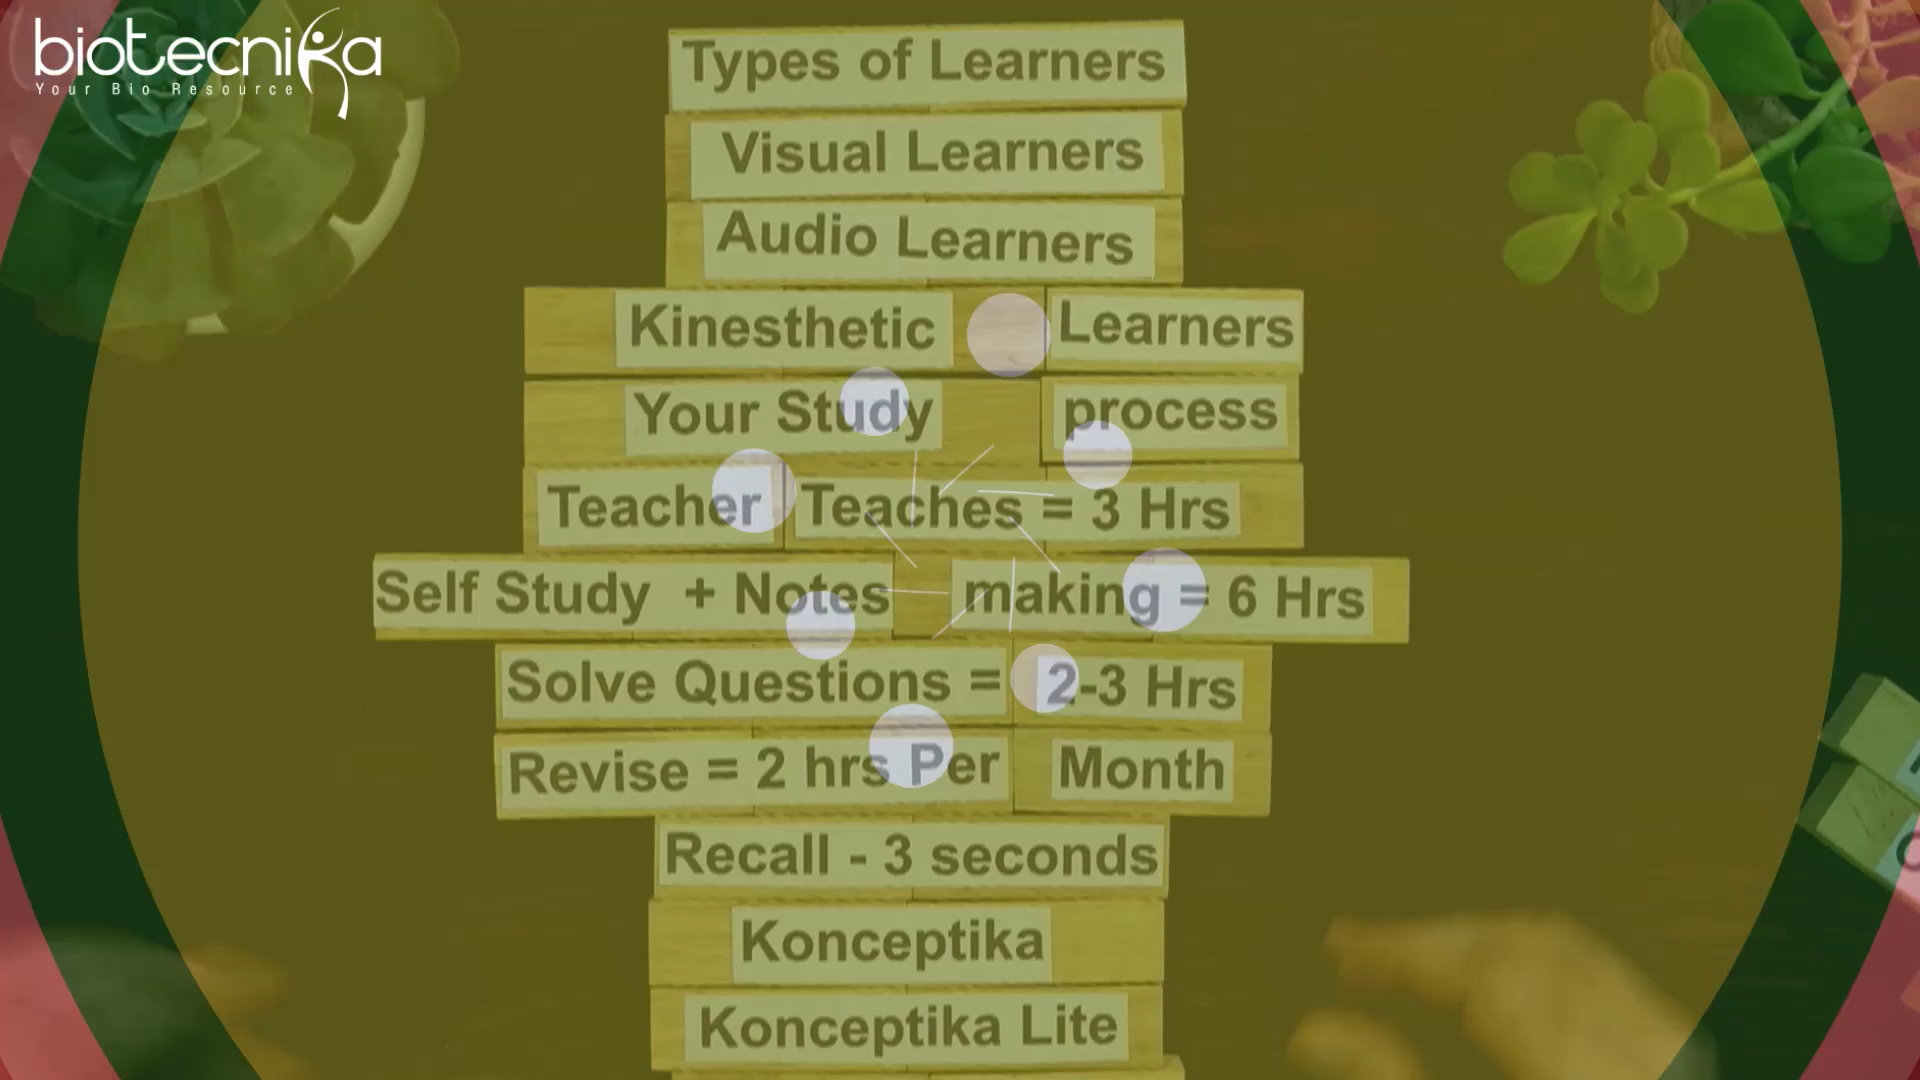 biotecnika
Your Bio Resource
Types of Learners
Visual Learners
Audio Learners
Kinesthetic Learners
Your Study process
Teacher Teaches = 3 Hrs
Self Study + Notes making = 6 Hrs
Solve Questions = 2-3 Hrs
Revise = 2 hrs Per Month
Recall - 3 seconds
Konceptika
Konceptika Lite